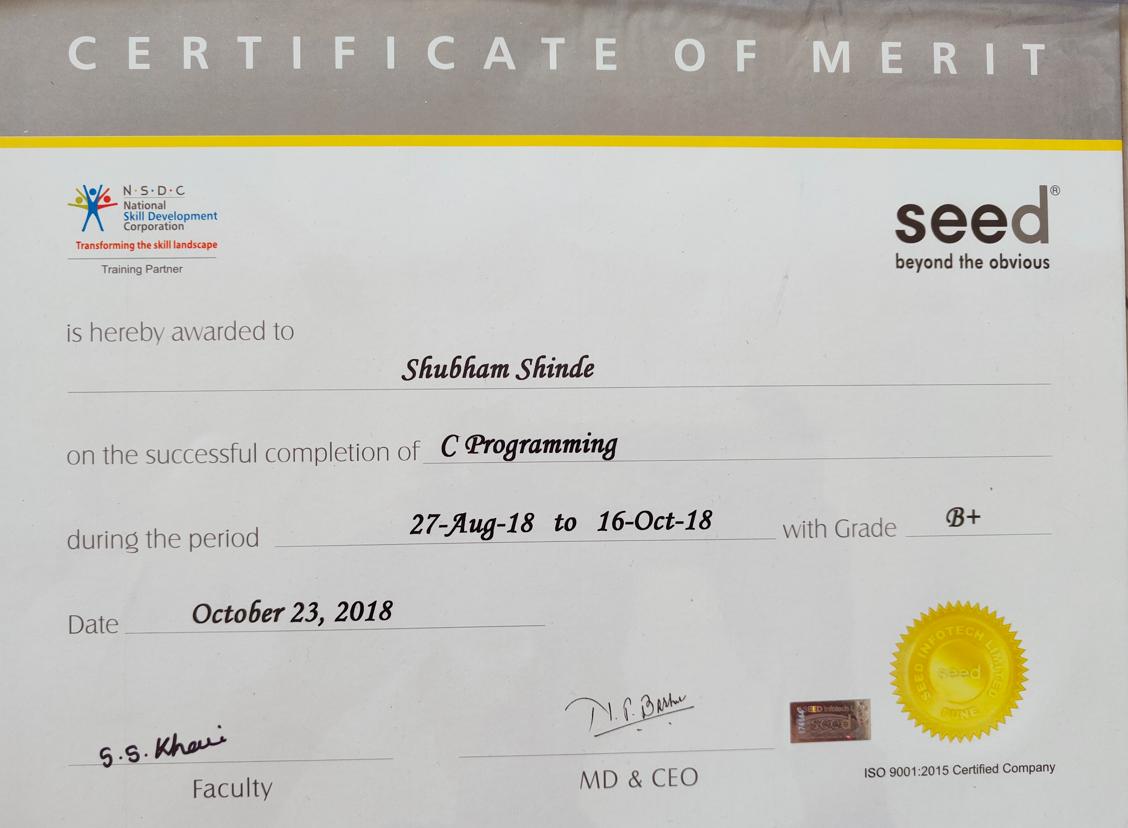 CERTIFICATE OF MERIT
N·S·D·C
National
Skill Development
Corporation
Transforming the skill landscape
Training Partner
seed®
beyond the obvious
is hereby awarded to
Shubham Shinde
on the successful completion of C Programming
during the period 27-Aug-18 to 16-Oct-18 with Grade B+
Date October 23, 2018
SEED INFOTECH LIMITED
seed
PUNE
SEED Infotech
seed
S.S.
Faculty
MD & CEO
ISO 9001:2015 Certified Company